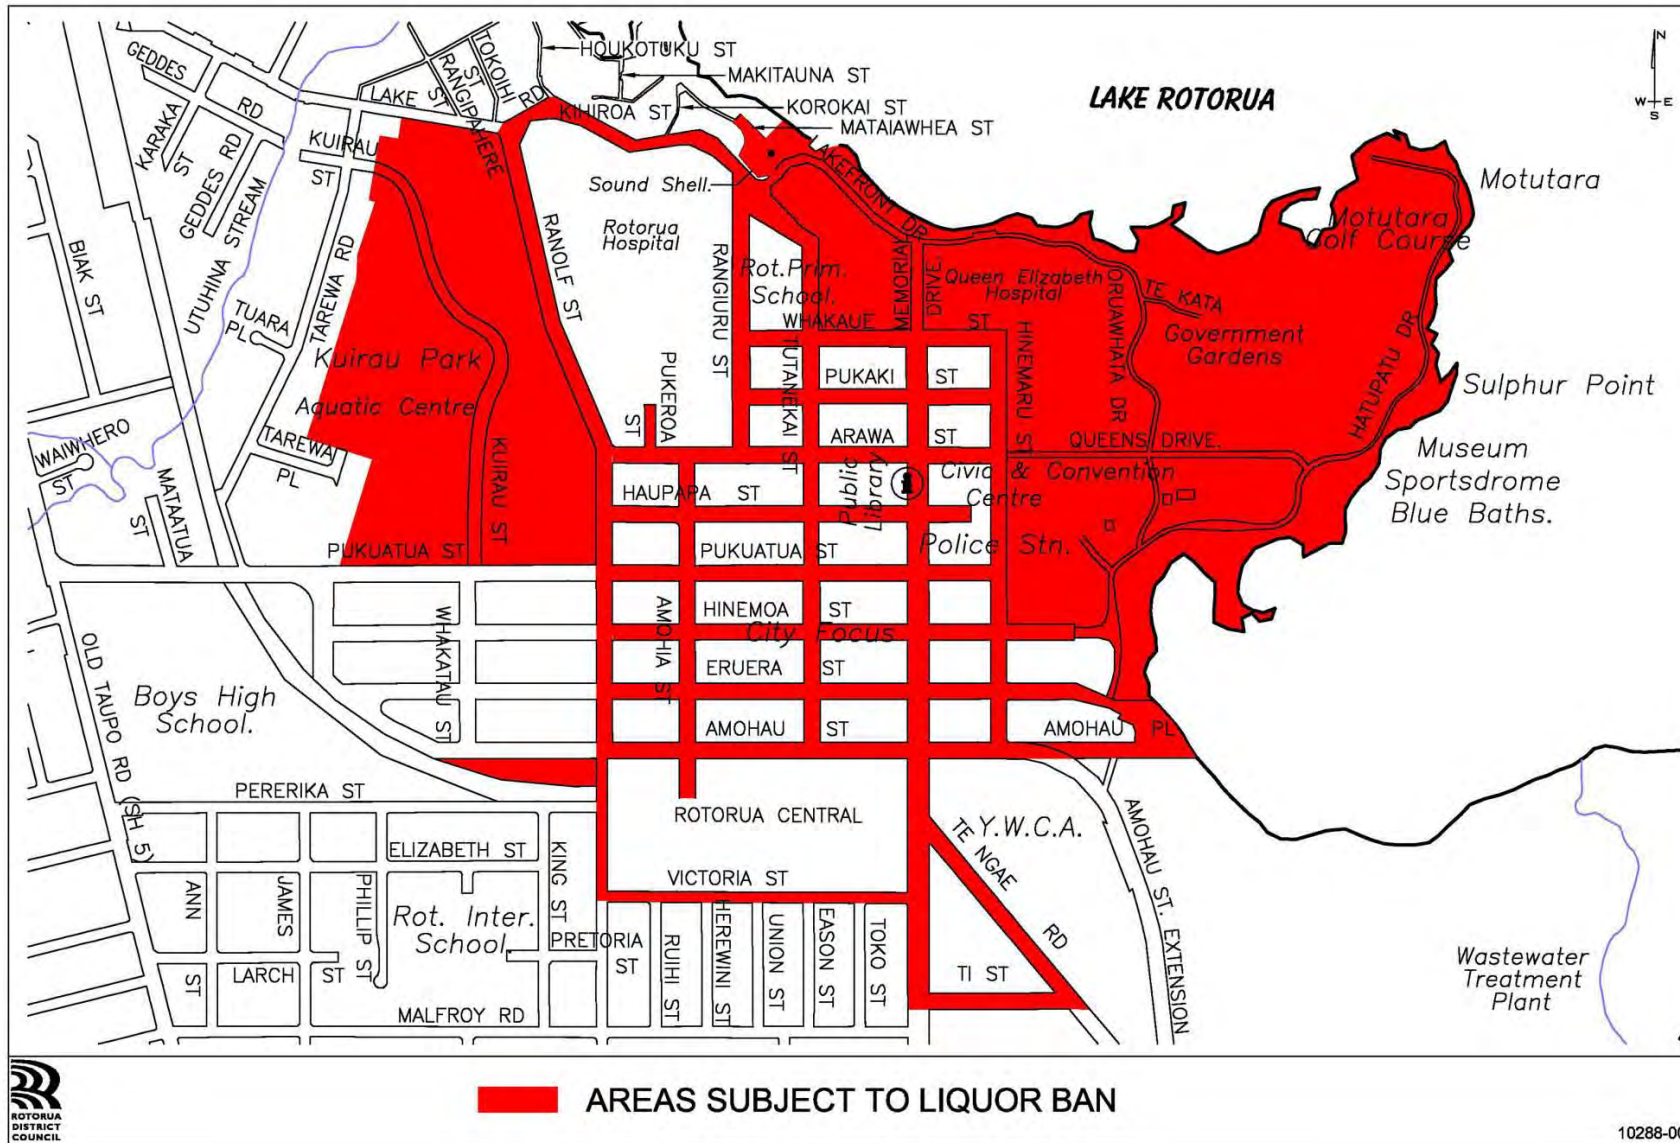 HOUKOTUKU ST
MAKITAUNA ST
KOROKAI ST
MATAIAWHEA ST
KIHIROA ST
LAKE ROTORUA
N
W E
S
GEDDES
RD
KARAKA
ST
GEDDES RD
LAKE
ST
RANGIPAHERE
ST
TOKOIHI
RD
KUIRAU
ST
BIAK ST
UTUHINA STREAM
TAREWA RD
TUARA
PL
Kuirau Park
Aquatic Centre
TAREWA
PL
WAIWHERO
ST
MATAATUA
ST
KUIRAU ST
PUKUATUA ST
RANOLF ST
Sound Shell.
Rotorua
Hospital
RANGIURU ST
PUKEROA
ST
LAKEFRONT DR
Rot.Prim.
School.
MEMORIAL
DRIVE.
Queen Elizabeth
Hospital
WHAKAUE ST
TUTANEKAI ST
PUKAKI ST
ARAWA ST
HINEMARU ST
ORUAWHATA DR
TE KATA
Government
Gardens
Motutara
Golf Course
Motutara
HATUPATU DR
Sulphur Point
QUEENS DRIVE.
Museum
Sportsdrome
Blue Baths.
HAUPAPA ST
Public
Library
Civic & Convention
Centre
PUKUATUA ST
Police Stn.
HINEMOA ST
City Focus
AMOHIA ST
ERUERA ST
AMOHAU ST
AMOHAU PL
WHAKATAU ST
OLD TAUPO RD (SH 5)
Boys High
School.
PERERIKA ST
ROTORUA CENTRAL
Y.W.C.A.
TE NGAE
RD
AMOHAU ST. EXTENSION
ELIZABETH ST
KING ST
VICTORIA ST
ANN
ST
JAMES
ST
PHILLIP ST
Rot. Inter.
School.
PRETORIA
ST
RUIHI ST
HEREWINI ST
UNION ST
EASON ST
TOKO ST
TI ST
LARCH
MALFROY RD
Wastewater
Treatment
Plant
ROTORUA
DISTRICT
COUNCIL
AREAS SUBJECT TO LIQUOR BAN